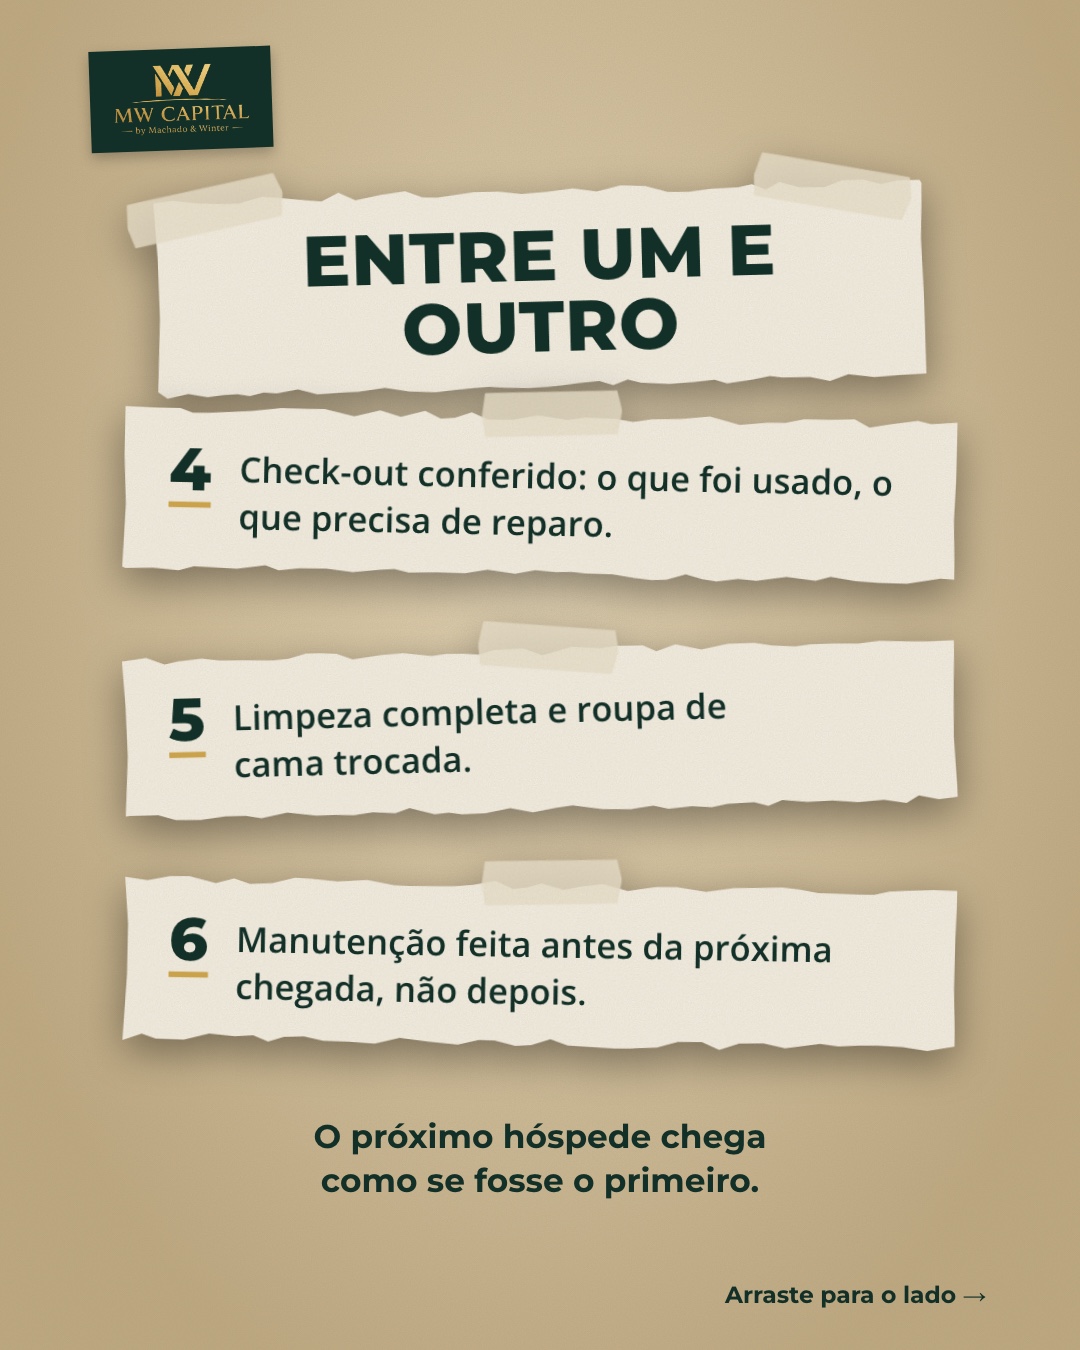 MW CAPITAL
by Machado & Winter
ENTRE UM E
OUTRO
4 Check-out conferido: o que foi usado, o
que precisa de reparo.
5 Limpeza completa e roupa de
cama trocada.
6 Manutenção feita antes da próxima
chegada, não depois.
O próximo hóspede chega
como se fosse o primeiro.
Arraste para o lado →